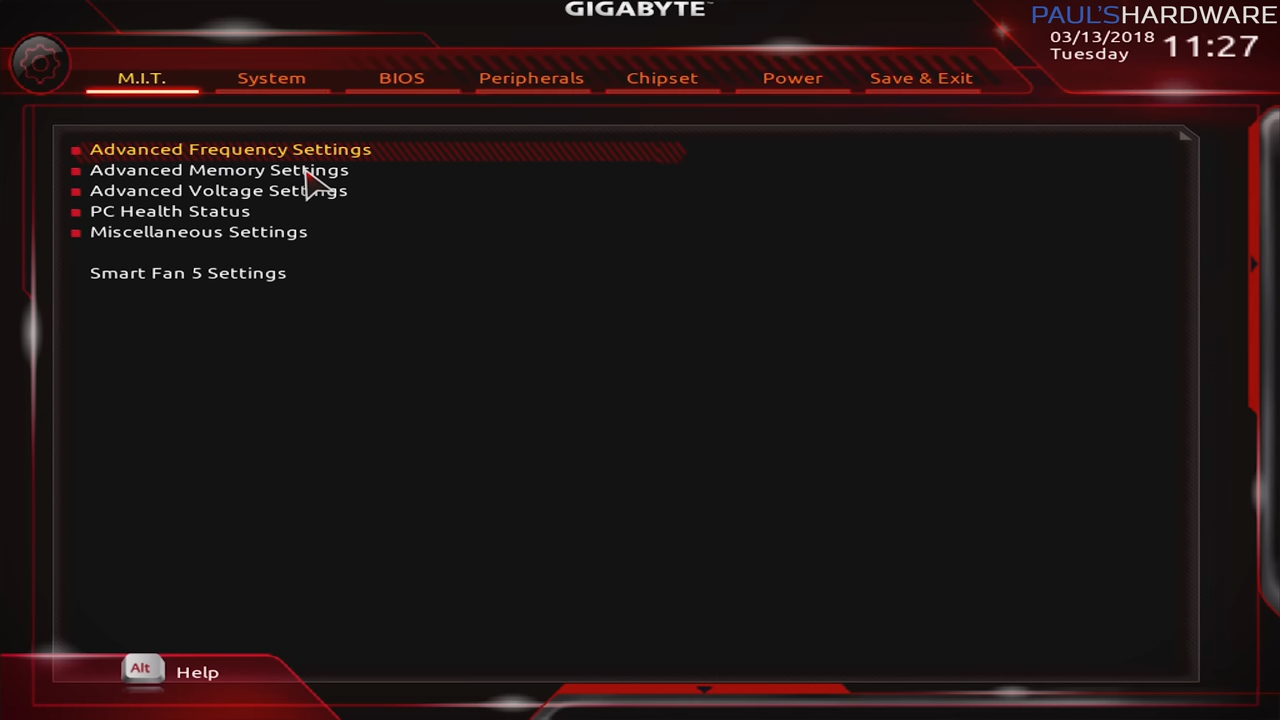 GIGABYTE™
PAUL'SHARDWARE
03/13/2018
Tuesday
11:27
M.I.T. System BIOS Peripherals Chipset Power Save & Exit
Advanced Frequency Settings
Advanced Memory Settings
Advanced Voltage Settings
PC Health Status
Miscellaneous Settings
Smart Fan 5 Settings
Alt Help